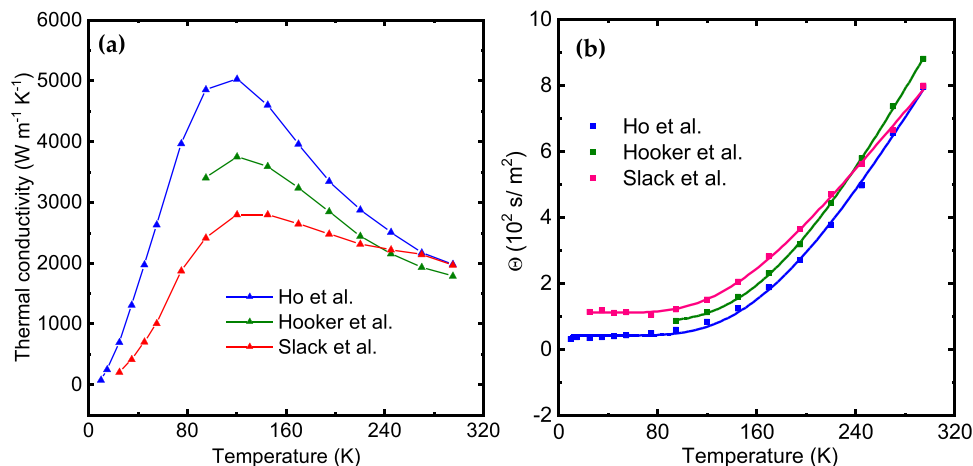 (a)
Thermal conductivity (W m⁻¹ K⁻¹)
6000
5000
4000
3000
2000
1000
0
Ho et al.
Hooker et al.
Slack et al.
0 80 160 240 320
Temperature (K)
(b)
Θ (10² s/ m²)
8
6
4
2
0
-2
Ho et al.
Hooker et al.
Slack et al.
0 80 160 240 320
Temperature (K)